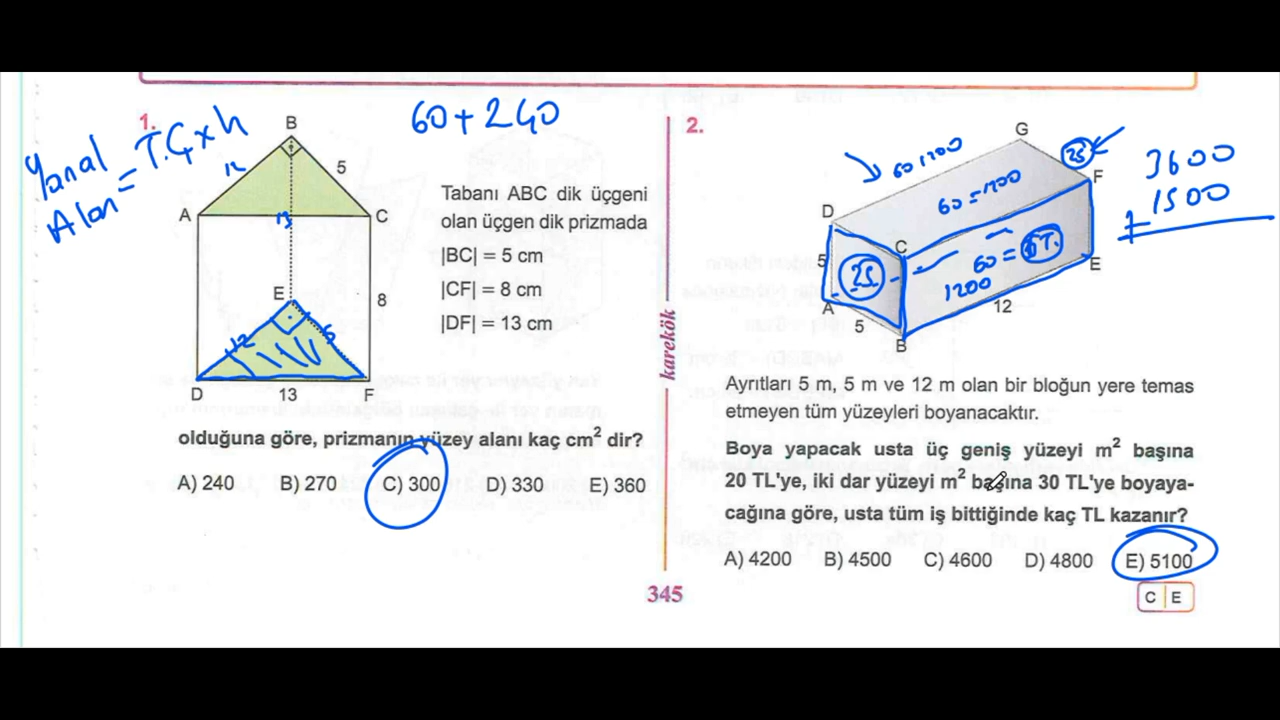 1.
Yanal Alan = T.Ç x h
60 + 240
B
12
5
A
C
13
E
8
12
5
D
13
F
Tabanı ABC dik üçgeni
olan üçgen dik prizmada
|BC| = 5 cm
|CF| = 8 cm
|DF| = 13 cm
olduğuna göre, prizmanın yüzey alanı kaç cm² dir?
A) 240 B) 270 C) 300 D) 330 E) 360
karekök
345
2.
G
60 1200
25
F
3600
1500
+
60 = 1200
D
C
5
25
60 =
1200
E
A
5
B
12
Ayrıtları 5 m, 5 m ve 12 m olan bir bloğun yere temas
etmeyen tüm yüzeyleri boyanacaktır.
Boya yapacak usta üç geniş yüzeyi m² başına
20 TL'ye, iki dar yüzeyi m² başına 30 TL'ye boyaya-
cağına göre, usta tüm iş bittiğinde kaç TL kazanır?
A) 4200 B) 4500 C) 4600 D) 4800 E) 5100
C E